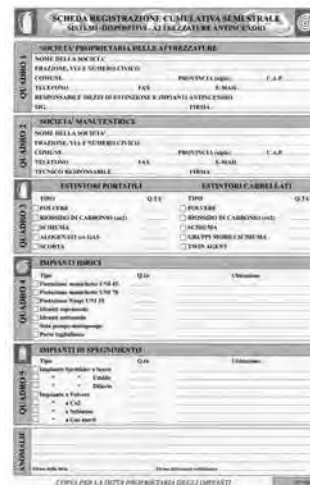 SCHEDA REGISTRAZIONE CUMULATIVA SEMESTRALE
SISTEMI -DISPOSITIVI - ATTREZZATURE ANTINCENDIO
QUADRO 1
SOCIETA' PROPRIETARIA DELLE ATTREZZATURE
NOME DELLA SOCIETA'
FRAZIONE, VIA E NUMERO CIVICO
COMUNE PROVINCIA (sigla) C.A.P.
TELEFONO FAX E-MAIL
RESPONSABILE MEZZI DI ESTINZIONE E IMPIANTI ANTINCENDIO
SIG. FIRMA
QUADRO 2
SOCIETA' MANUTENTRICE
NOME DELLA SOCIETA'
FRAZIONE, VIA E NUMERO CIVICO
COMUNE PROVINCIA (sigla) C.A.P.
TELEFONO FAX E-MAIL
TECNICO RESPONSABILE FIRMA
QUADRO 3
ESTINTORI PORTATILI ESTINTORI CARRELLATI
TIPO Q.TA' TIPO Q.TA'
POLVERE POLVERE
BIOSSIDO DI CARBONIO (co2) BIOSSIDO DI CARBONIO (co2)
SCHIUMA SCHIUMA
ALOGENATI GAS GRUPPI MOBILI SCHIUMA
SCORTA TWIN AGENT
QUADRO 4
IMPIANTI IDRICI
Tipo Q.tà Ubicazione
Postazione manichette UNI 45
Postazione manichette UNI 70
Postazione Naspi UNI 25
Idranti soprasuolo
Idranti sottosuolo
Sala pompe-motopompe
Porte tagliafuoco
QUADRO 5
IMPIANTI DI SPEGNIMENTO
Tipo Q.tà Ubicazione
Impianto Sprinkler a Secco
" " Umido
" " Diluvio
Impianto a Polvere
" a Co2
" a Schiuma
" a Gas inerti
ANOMALIE
COPIA PER LA DITTA PROPRIETARIA DEGLI IMPIANTI